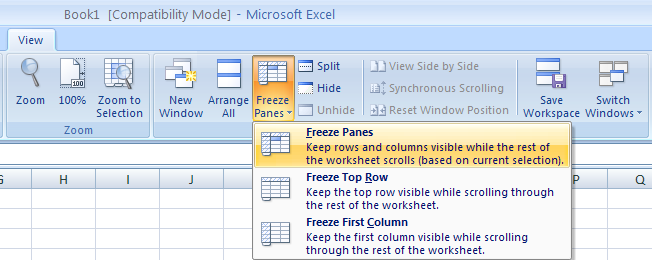 Book1 [Compatibility Mode] - Microsoft Excel
View
Zoom
100%
Zoom to
Selection
Zoom
New
Window
Arrange
All
Freeze
Panes
Split
Hide
Unhide
View Side by Side
Synchronous Scrolling
Reset Window Position
Save
Workspace
Switch
Windows
Freeze Panes
Keep rows and columns visible while the rest of
the worksheet scrolls (based on current selection).
Freeze Top Row
Keep the top row visible while scrolling through
the rest of the worksheet.
Freeze First Column
Keep the first column visible while scrolling
through the rest of the worksheet.
G H I J P Q